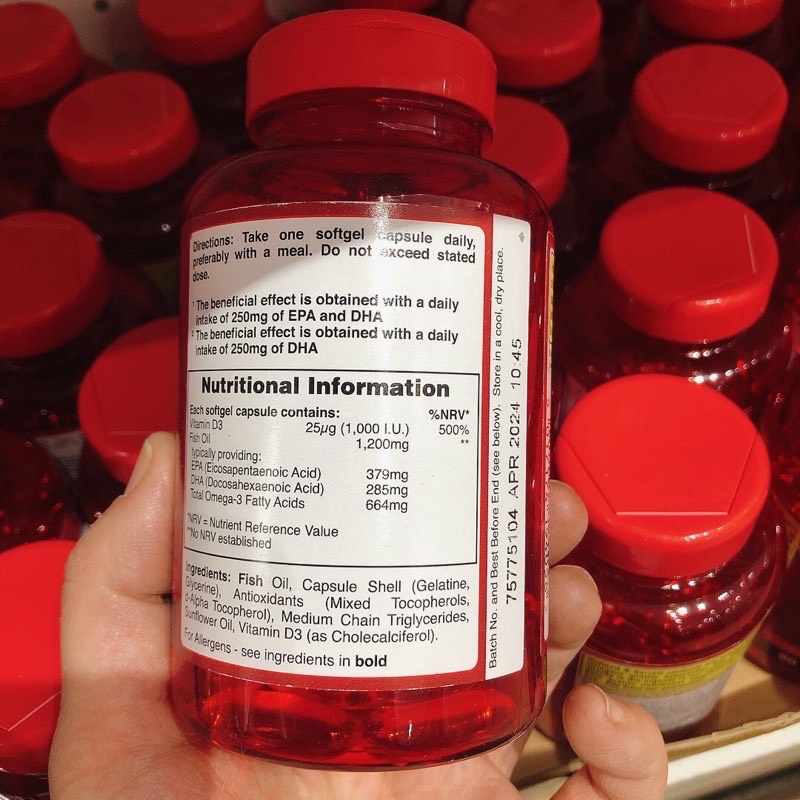 Directions: Take one softgel capsule daily,
preferably with a meal. Do not exceed stated
dose.
¹ The beneficial effect is obtained with a daily
intake of 250mg of EPA and DHA
² The beneficial effect is obtained with a daily
intake of 250mg of DHA
Nutritional Information
Each softgel capsule contains: %NRV*
Vitamin D3 25µg (1,000 I.U.) 500%
Fish Oil 1,200mg **
typically providing:
EPA (Eicosapentaenoic Acid) 379mg
DHA (Docosahexaenoic Acid) 285mg
Total Omega-3 Fatty Acids 664mg
*NRV = Nutrient Reference Value
**No NRV established
Ingredients: Fish Oil, Capsule Shell (Gelatine,
Glycerine), Antioxidants (Mixed Tocopherols,
d-Alpha Tocopherol), Medium Chain Triglycerides,
Sunflower Oil, Vitamin D3 (as Cholecalciferol).
For Allergens - see ingredients in bold
Batch No. and Best Before End (see below). Store in a cool, dry place.
75775104 APR 2024 10:45